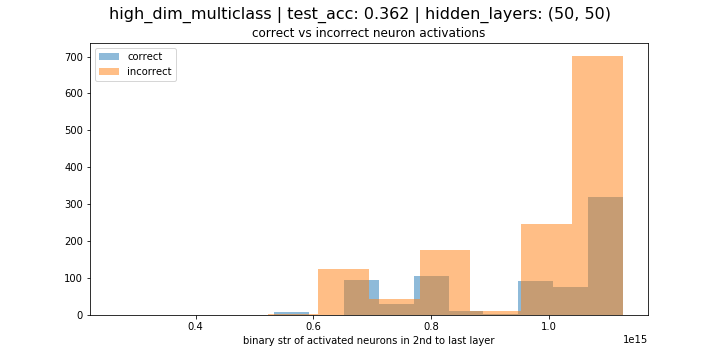 high_dim_multiclass | test_acc: 0.362 | hidden_layers: (50, 50)
correct vs incorrect neuron activations
correct
incorrect
700
600
500
400
300
200
100
0
0.4 0.6 0.8 1.0
1e15
binary str of activated neurons in 2nd to last layer